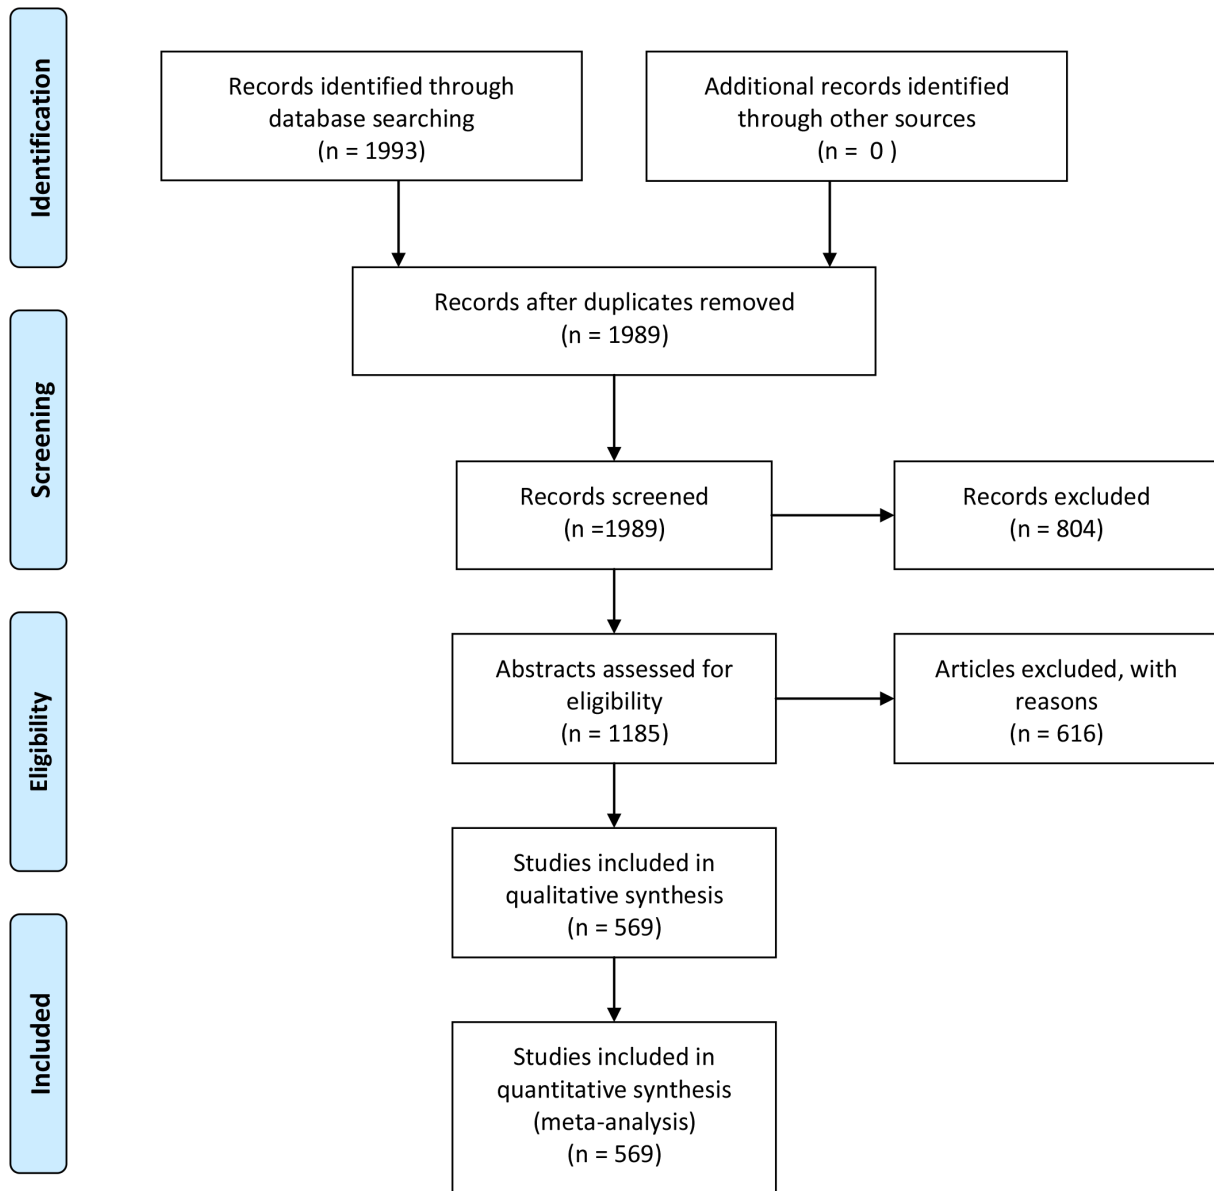 Identification
Records identified through
database searching
(n = 1993)
Additional records identified
through other sources
(n =  0 )
Records after duplicates removed
(n = 1989)
Screening
Records screened
(n =1989)
Records excluded
(n = 804)
Eligibility
Abstracts assessed for
eligibility
(n = 1185)
Articles excluded, with
reasons
(n = 616)
Studies included in
qualitative synthesis
(n = 569)
Included
Studies included in
quantitative synthesis
(meta-analysis)
(n = 569)